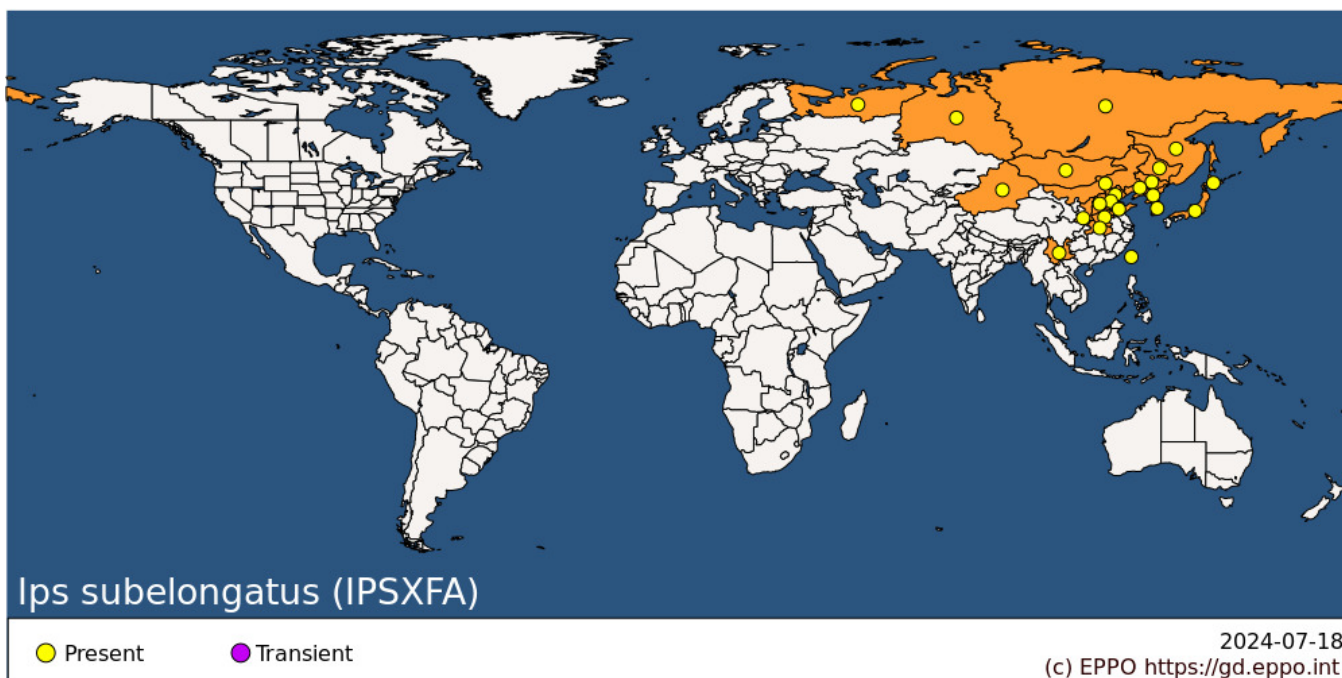 Ips subelongatus (IPSXFA)
Present
Transient
2024-07-18
(c) EPPO https://gd.eppo.int